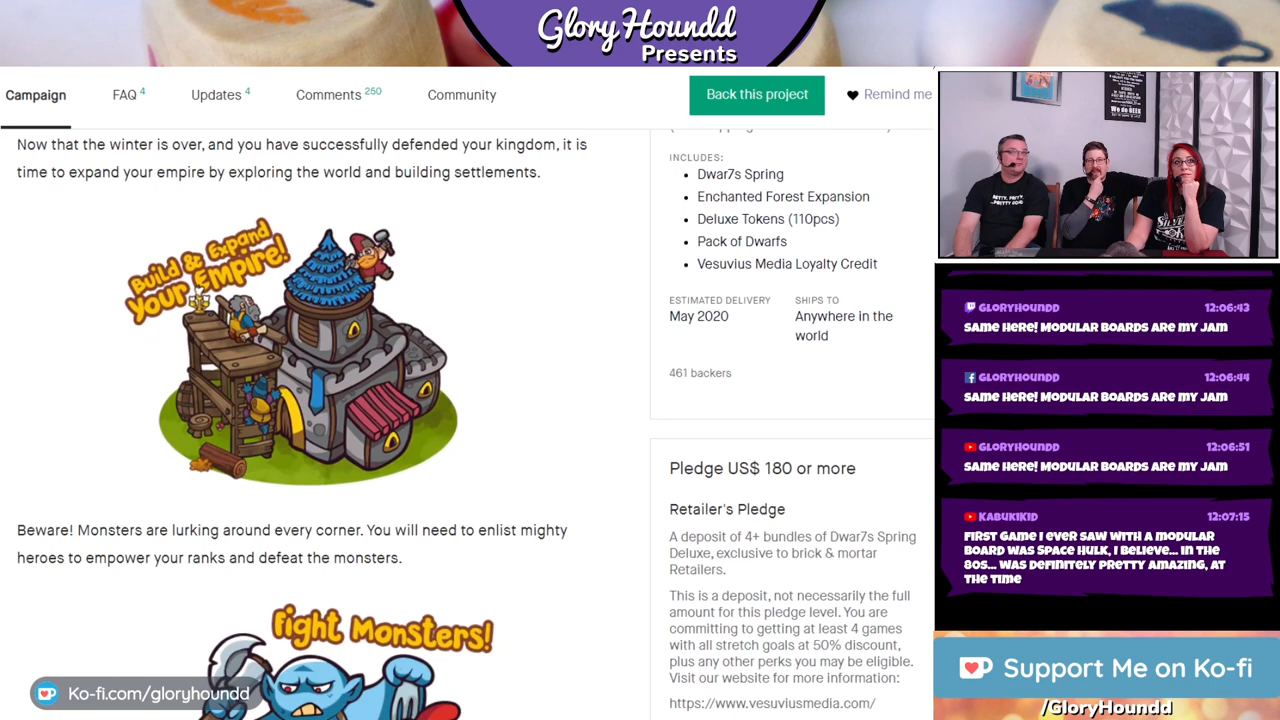 GloryHoundd
Presents
Campaign
FAQ 4
Updates 4
Comments 250
Community
Back this project
Remind me
Now that the winter is over, and you have successfully defended your kingdom, it is
time to expand your empire by exploring the world and building settlements.
Build & Expand
Your Empire!
Beware! Monsters are lurking around every corner. You will need to enlist mighty
heroes to empower your ranks and defeat the monsters.
Fight Monsters!
Ko-fi.com/gloryhoundd
INCLUDES:
Dwar7s Spring
Enchanted Forest Expansion
Deluxe Tokens (110pcs)
Pack of Dwarfs
Vesuvius Media Loyalty Credit
ESTIMATED DELIVERY
May 2020
SHIPS TO
Anywhere in the
world
461 backers
Pledge US$ 180 or more
Retailer's Pledge
A deposit of 4+ bundles of Dwar7s Spring
Deluxe, exclusive to brick & mortar
Retailers.
This is a deposit, not necessarily the full
amount for this pledge level. You are
committing to getting at least 4 games
with all stretch goals at 50% discount,
plus any other perks you may be eligible.
Visit our website for more information:
https://www.vesuviusmedia.com/
We do GEEK
GLORYHOUNDD 12:06:43
SAME HERE! MODULAR BOARDS ARE MY JAM
GLORYHOUNDD 12:06:44
SAME HERE! MODULAR BOARDS ARE MY JAM
GLORYHOUNDD 12:06:51
SAME HERE! MODULAR BOARDS ARE MY JAM
KABUKIKID 12:07:15
FIRST GAME I EVER SAW WITH A MODULAR
BOARD WAS SPACE HULK, I BELIEVE... IN THE
80S... WAS DEFINITELY PRETTY AMAZING, AT
THE TIME
Support Me on Ko-fi
/GloryHoundd